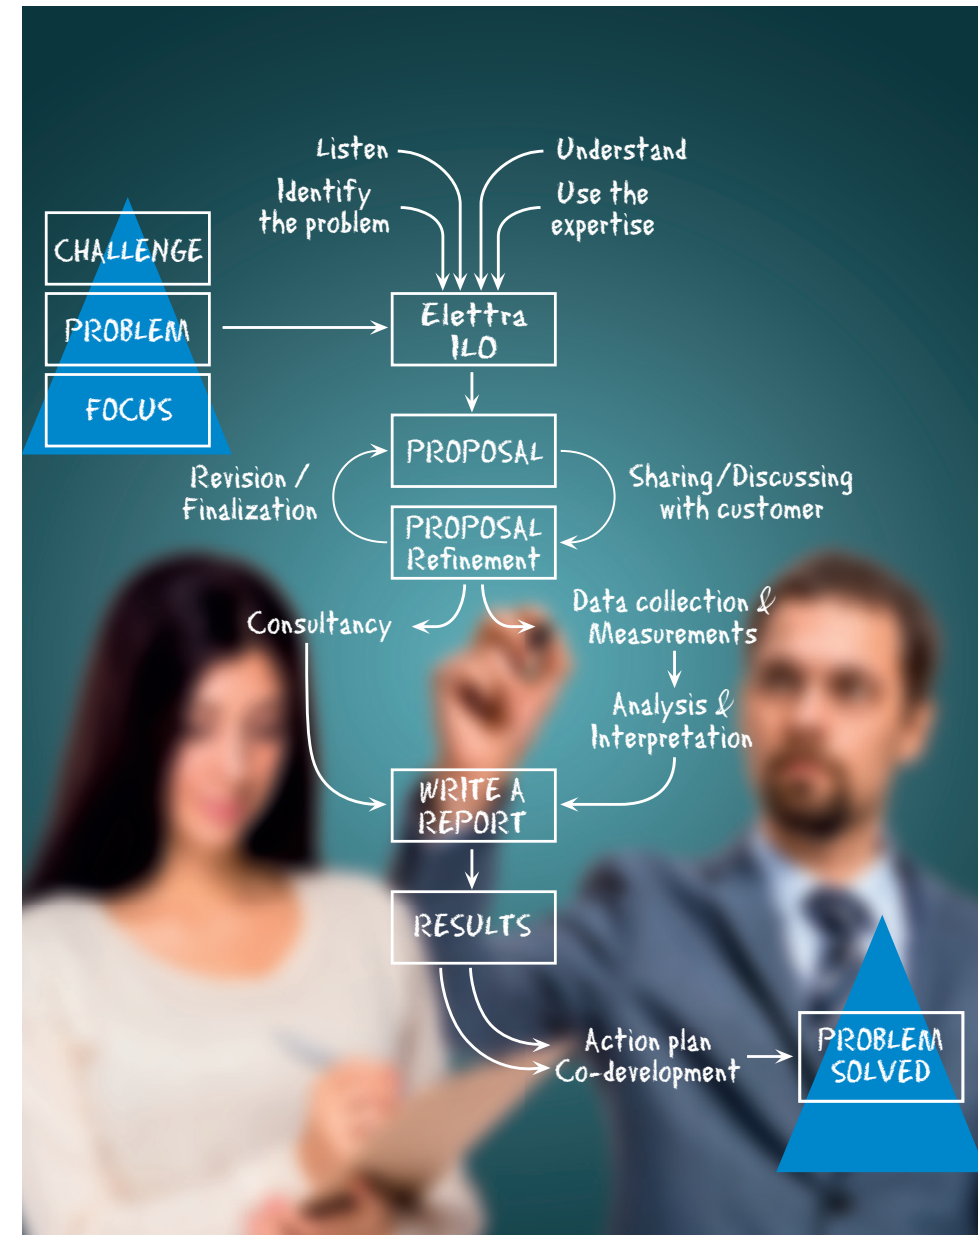 Listen
Understand
Identify
the problem
Use the
expertise
CHALLENGE
PROBLEM
FOCUS
Elettra
ILO
PROPOSAL
Revision /
Finalization
Sharing/Discussing
with customer
PROPOSAL
Refinement
Consultancy
Data collection &
Measurements
Analysis &
Interpretation
WRITE A
REPORT
RESULTS
Action plan
Co-development
PROBLEM
SOLVED